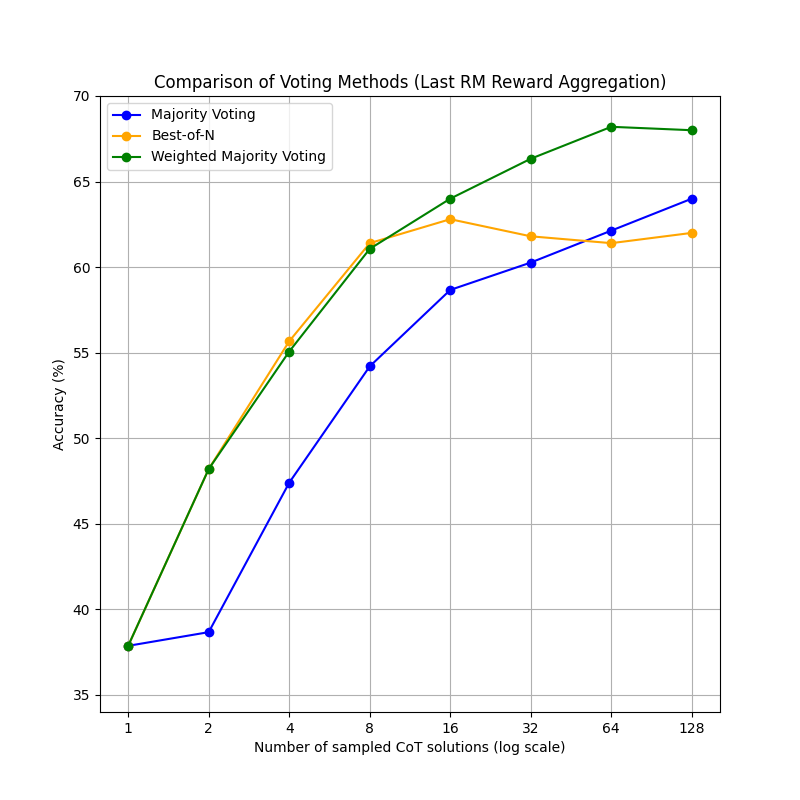 Comparison of Voting Methods (Last RM Reward Aggregation)
Majority Voting
Best-of-N
Weighted Majority Voting
70
65
60
55
50
45
40
35
Accuracy (%)
1 2 4 8 16 32 64 128
Number of sampled CoT solutions (log scale)